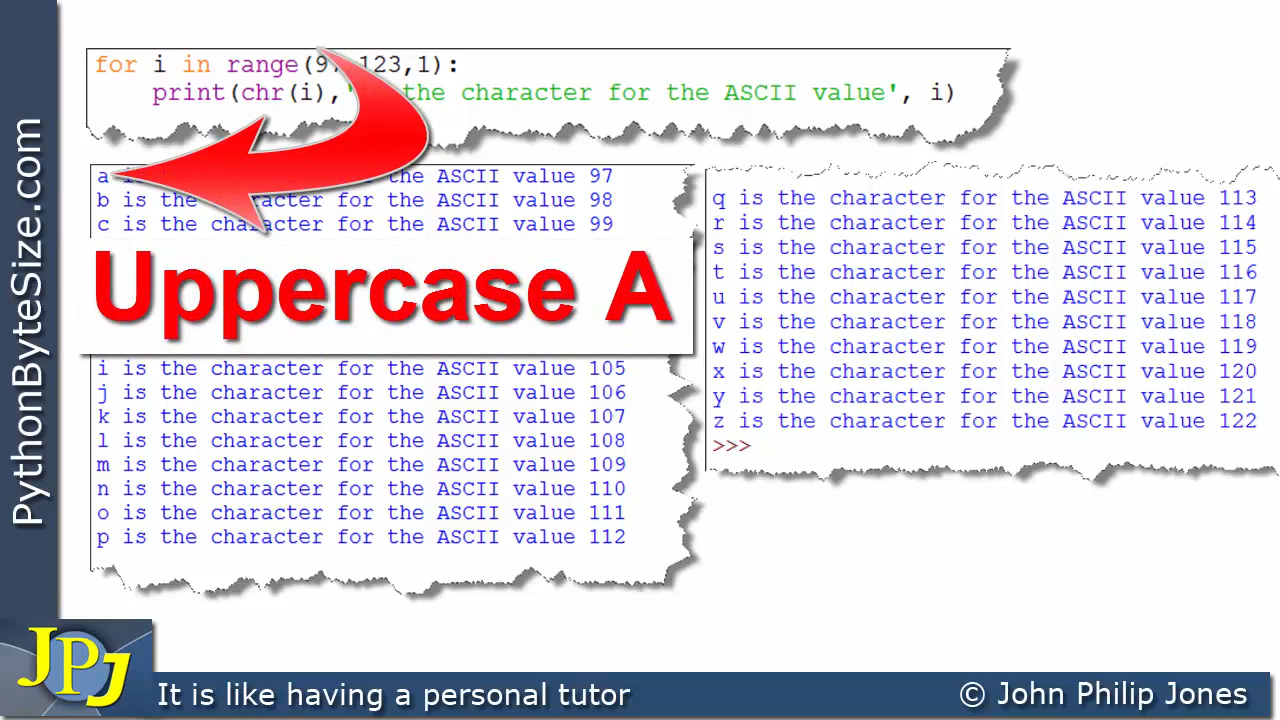 PythonByteSize.com
for i in range(9 123,1):
print(chr(i),' the character for the ASCII value', i)
a the ASCII value 97
b is the character for the ASCII value 98
c is the character for the ASCII value 99
Uppercase A
i is the character for the ASCII value 105
j is the character for the ASCII value 106
k is the character for the ASCII value 107
l is the character for the ASCII value 108
m is the character for the ASCII value 109
n is the character for the ASCII value 110
o is the character for the ASCII value 111
p is the character for the ASCII value 112
q is the character for the ASCII value 113
r is the character for the ASCII value 114
s is the character for the ASCII value 115
t is the character for the ASCII value 116
u is the character for the ASCII value 117
v is the character for the ASCII value 118
w is the character for the ASCII value 119
x is the character for the ASCII value 120
y is the character for the ASCII value 121
z is the character for the ASCII value 122
>>>
JPJ
It is like having a personal tutor
© John Philip Jones